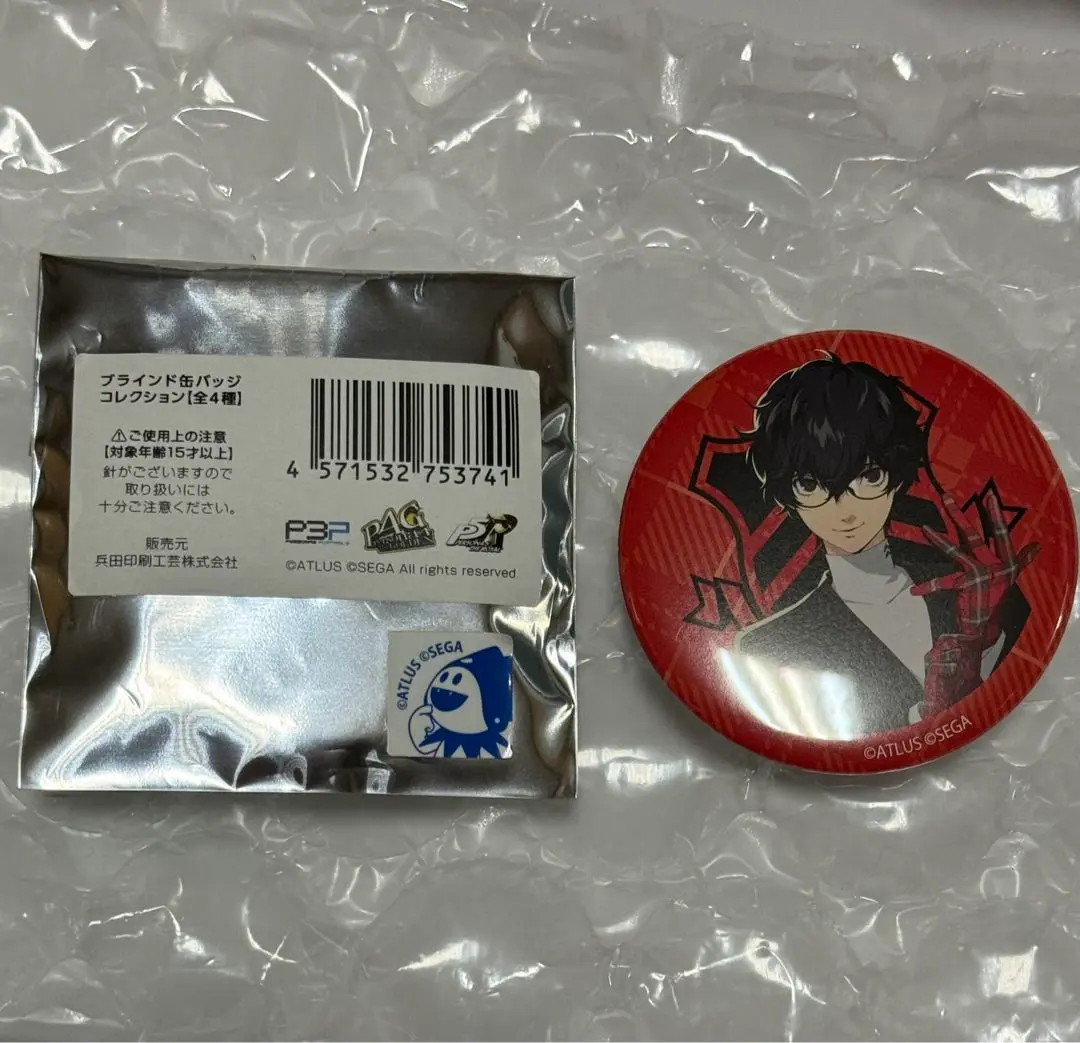 ブラインド缶バッジ
コレクション【全4種】
⚠ご使用上の注意
【対象年齢15才以上】
針がございますので
取り扱いには
十分ご注意ください。
販売元
兵田印刷工芸株式会社
4 571532 753741
P3P
P4G
P5R
©ATLUS ©SEGA All rights reserved.
©ATLUS ©SEGA
©ATLUS ©SEGA